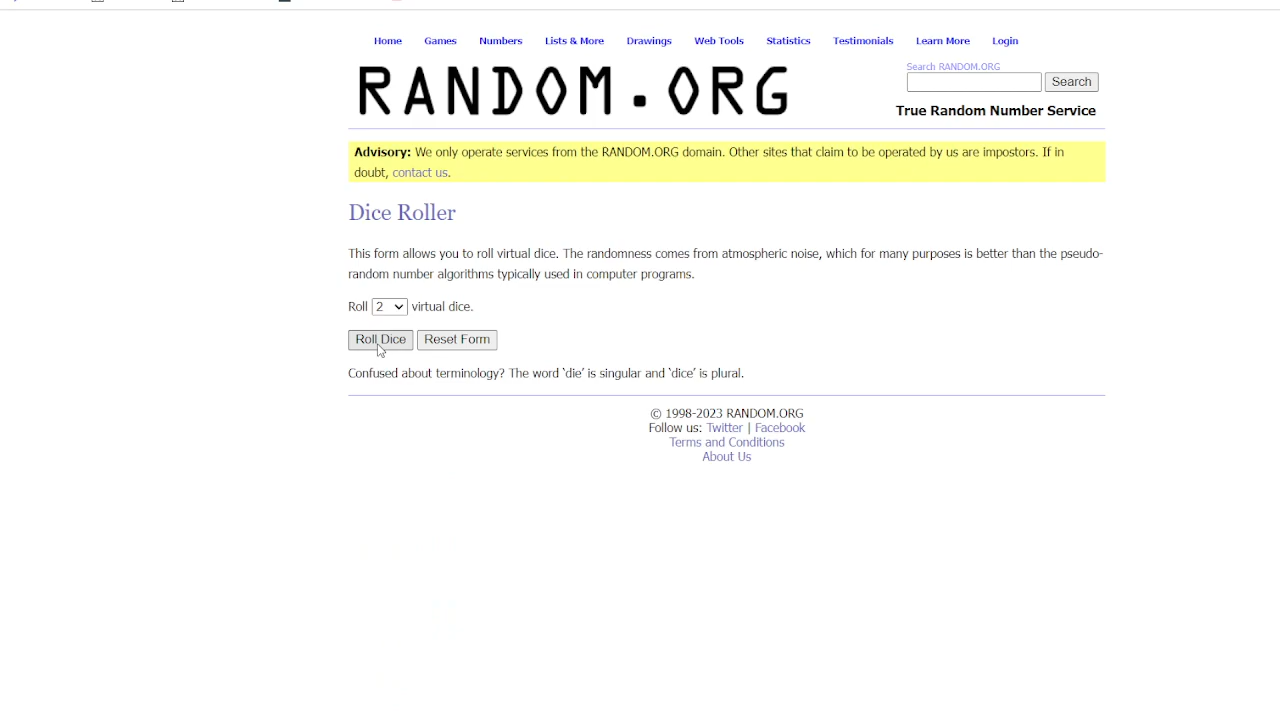 Home Games Numbers Lists & More Drawings Web Tools Statistics Testimonials Learn More Login
RANDOM.ORG
Search RANDOM.ORG
Search
True Random Number Service
Advisory: We only operate services from the RANDOM.ORG domain. Other sites that claim to be operated by us are impostors. If in
doubt, contact us.
Dice Roller
This form allows you to roll virtual dice. The randomness comes from atmospheric noise, which for many purposes is better than the pseudo-
random number algorithms typically used in computer programs.
Roll 2 virtual dice.
Roll Dice Reset Form
Confused about terminology? The word ‘die’ is singular and ‘dice’ is plural.
© 1998-2023 RANDOM.ORG
Follow us: Twitter | Facebook
Terms and Conditions
About Us